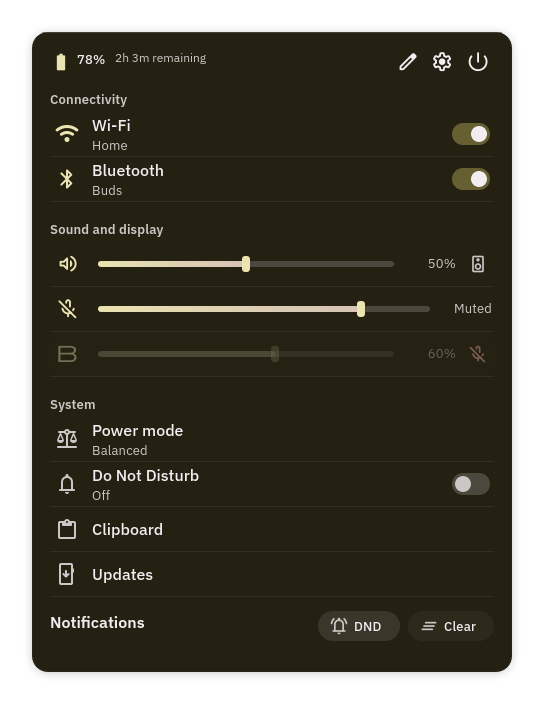 78% 2h 3m remaining
Connectivity
Wi-Fi
Home
Bluetooth
Buds
Sound and display
50%
Muted
60%
System
Power mode
Balanced
Do Not Disturb
Off
Clipboard
Updates
Notifications DND Clear